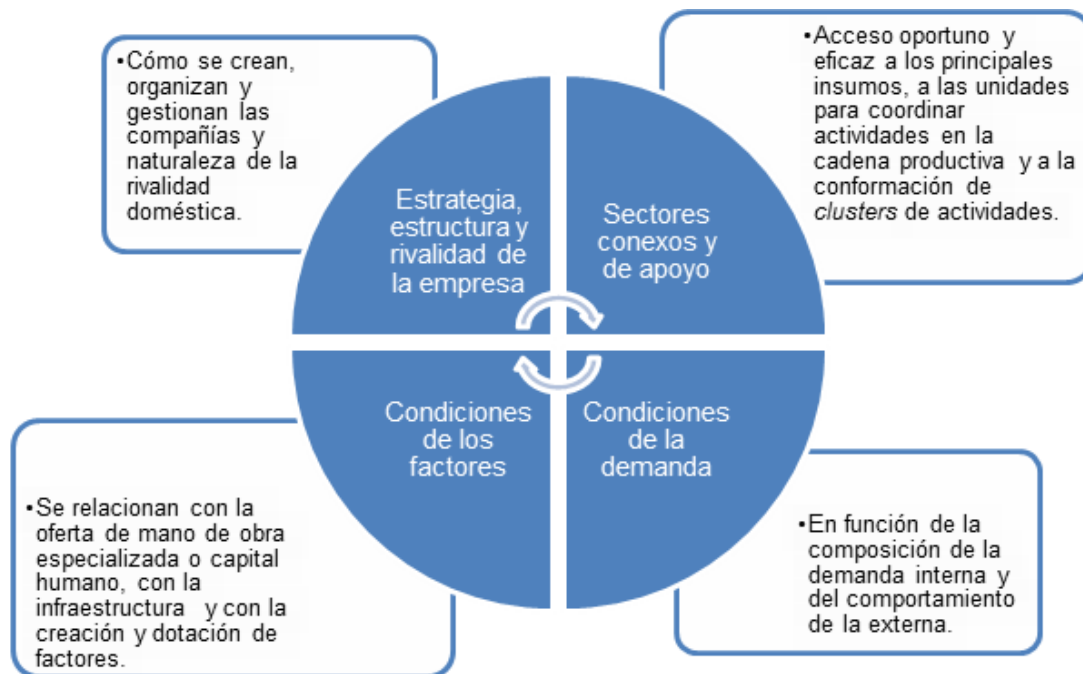 •Cómo se crean,
organizan y
gestionan las
compañías y
naturaleza de la
rivalidad
doméstica.
•Acceso oportuno y
eficaz a los principales
insumos, a las unidades
para coordinar
actividades en la
cadena productiva y a la
conformación de
clusters de actividades.
Estrategia,
estructura y
rivalidad de
la empresa
Sectores
conexos y
de apoyo
Condiciones
de los
factores
Condiciones
de la
demanda
•Se relacionan con la
oferta de mano de obra
especializada o capital
humano, con la
infraestructura y con la
creación y dotación de
factores.
•En función de la
composición de la
demanda interna y
del comportamiento
de la externa.